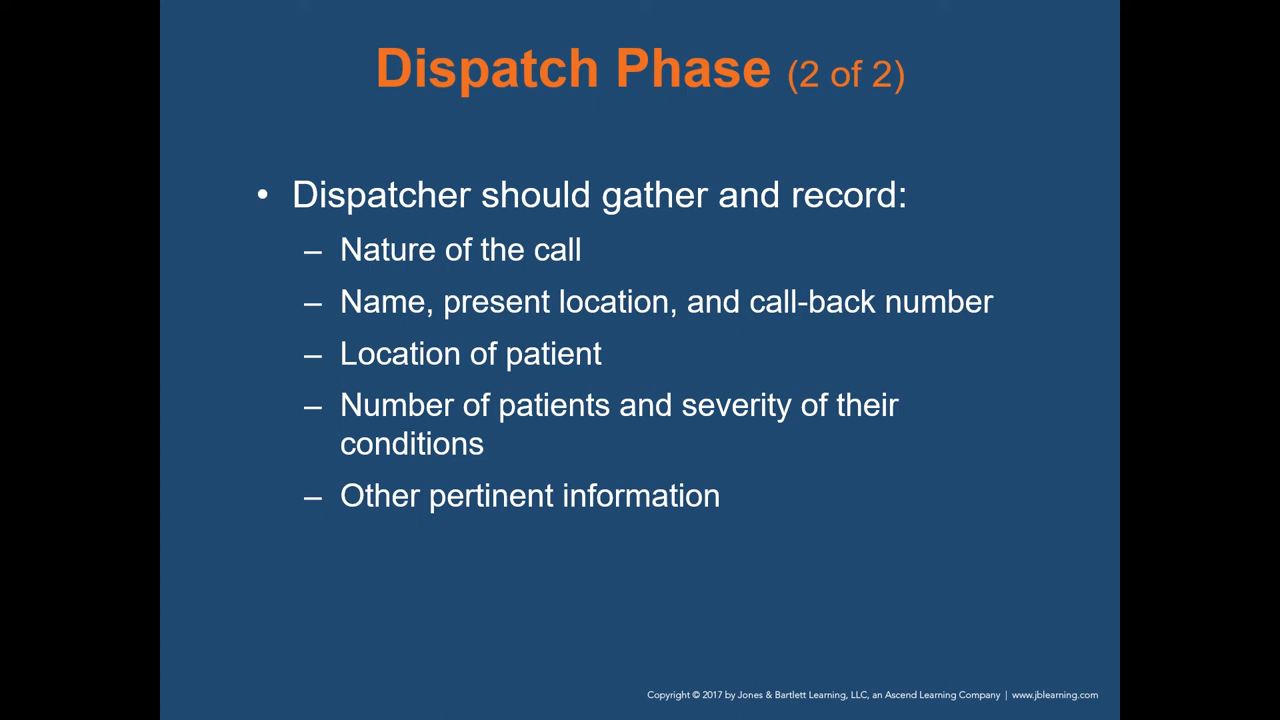 Dispatch Phase (2 of 2)
• Dispatcher should gather and record:
– Nature of the call
– Name, present location, and call-back number
– Location of patient
– Number of patients and severity of their
conditions
– Other pertinent information
Copyright © 2017 by Jones & Bartlett Learning, LLC, an Ascend Learning Company | www.jblearning.com